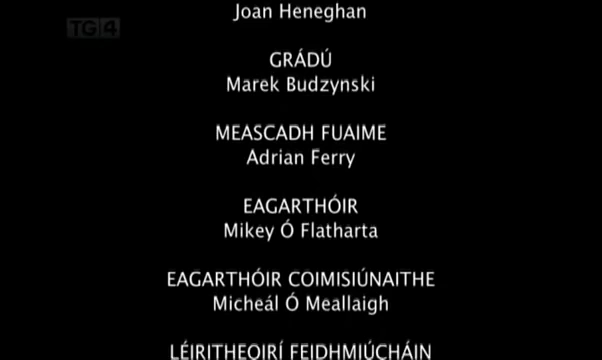 Joan Heneghan
TG4
GRÁDÚ
Marek Budzynski
MEASCADH FUAIME
Adrian Ferry
EAGARTHÓIR
Mikey Ó Flatharta
EAGARTHÓIR COIMISIÚNAITHE
Micheál Ó Meallaigh
LÉIRITHEOIRÍ FEIDHMIÚCHÁIN